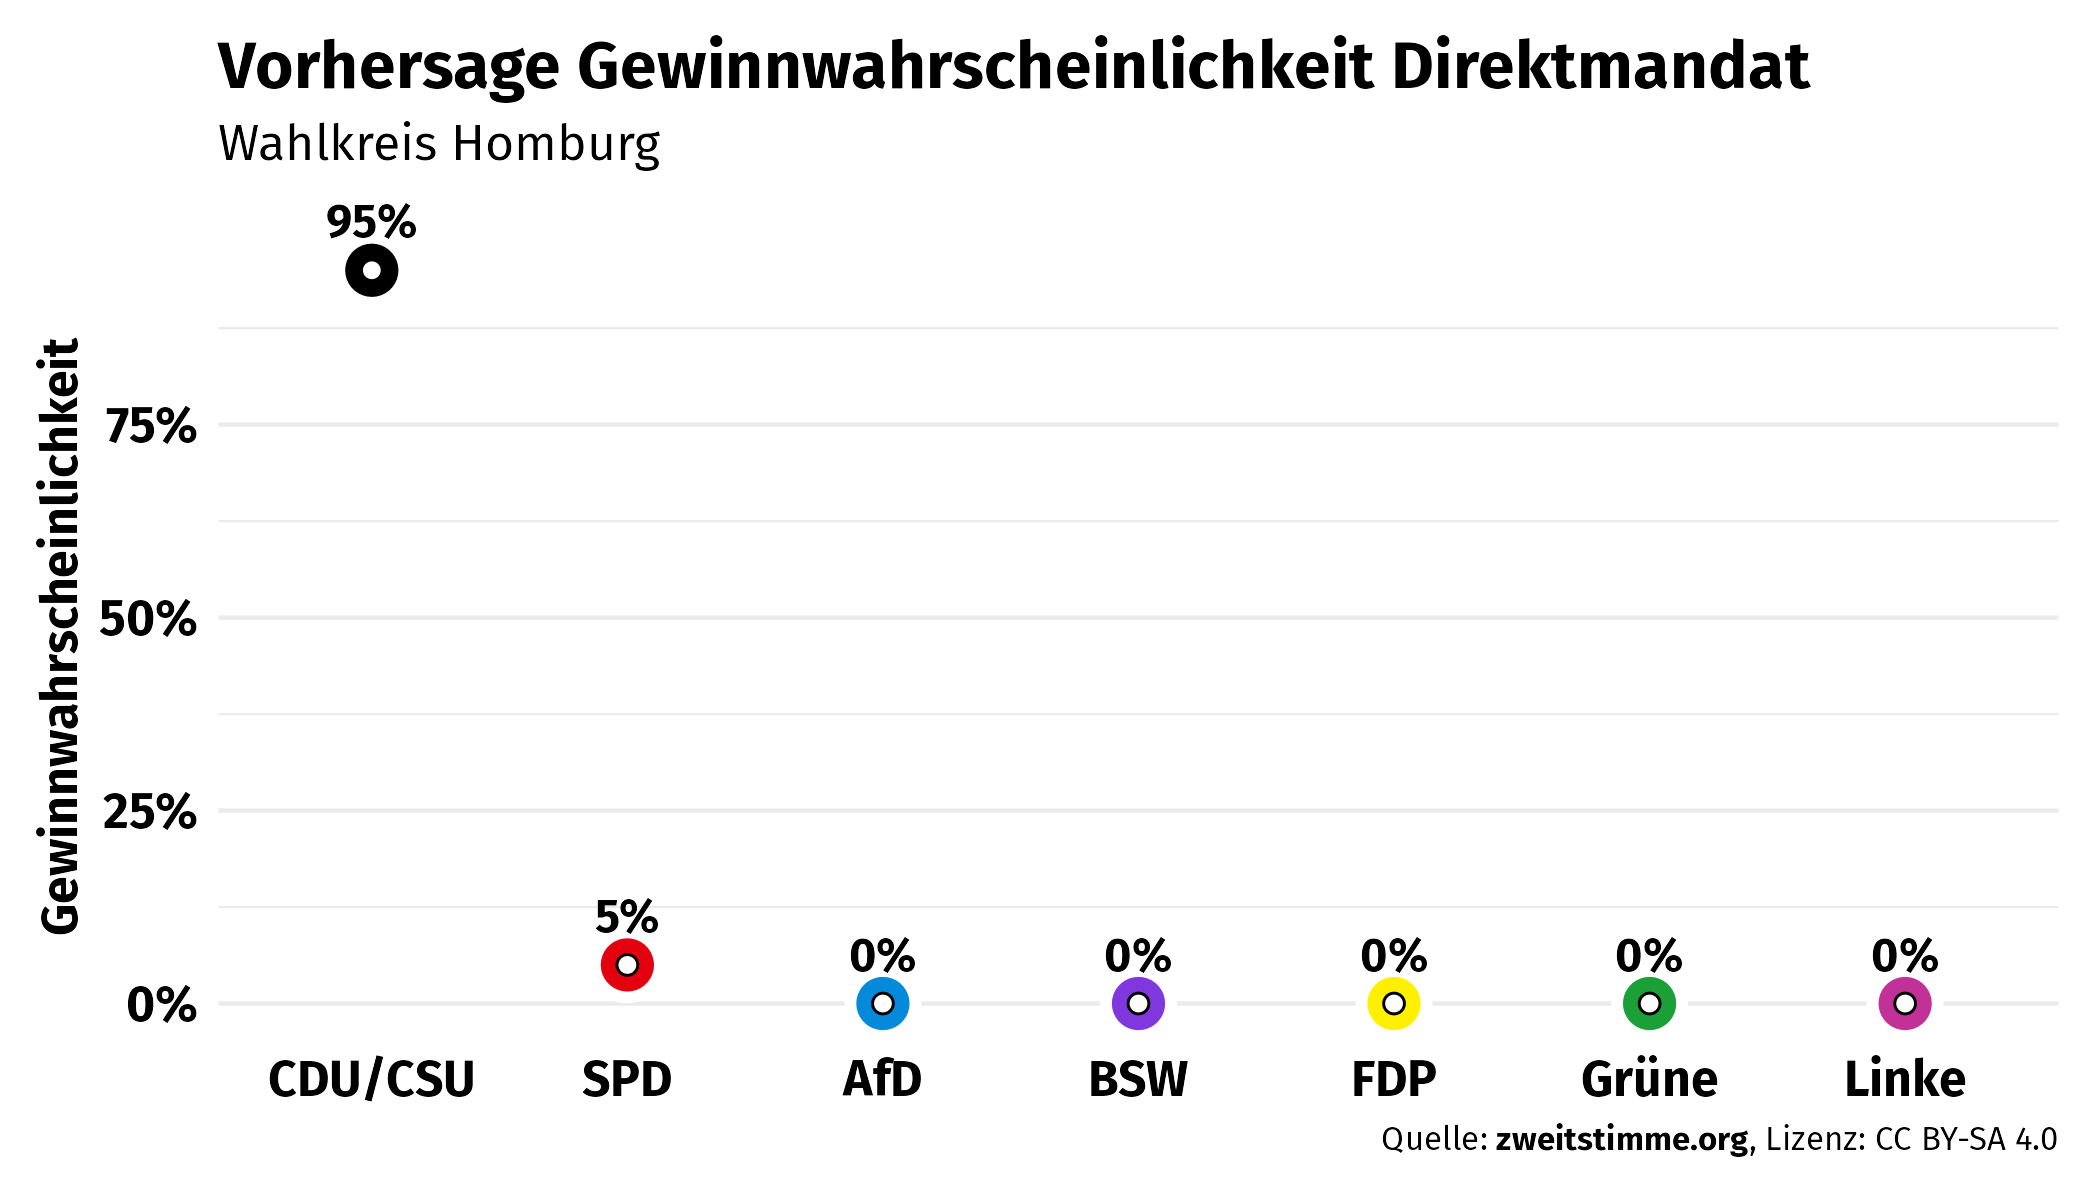 Vorhersage Gewinnwahrscheinlichkeit Direktmandat
Wahlkreis Homburg
Gewinnwahrscheinlichkeit
75%
50%
25%
0%
95%
5%
0%
0%
0%
0%
0%
CDU/CSU
SPD
AfD
BSW
FDP
Grüne
Linke
Quelle: zweitstimme.org, Lizenz: CC BY-SA 4.0